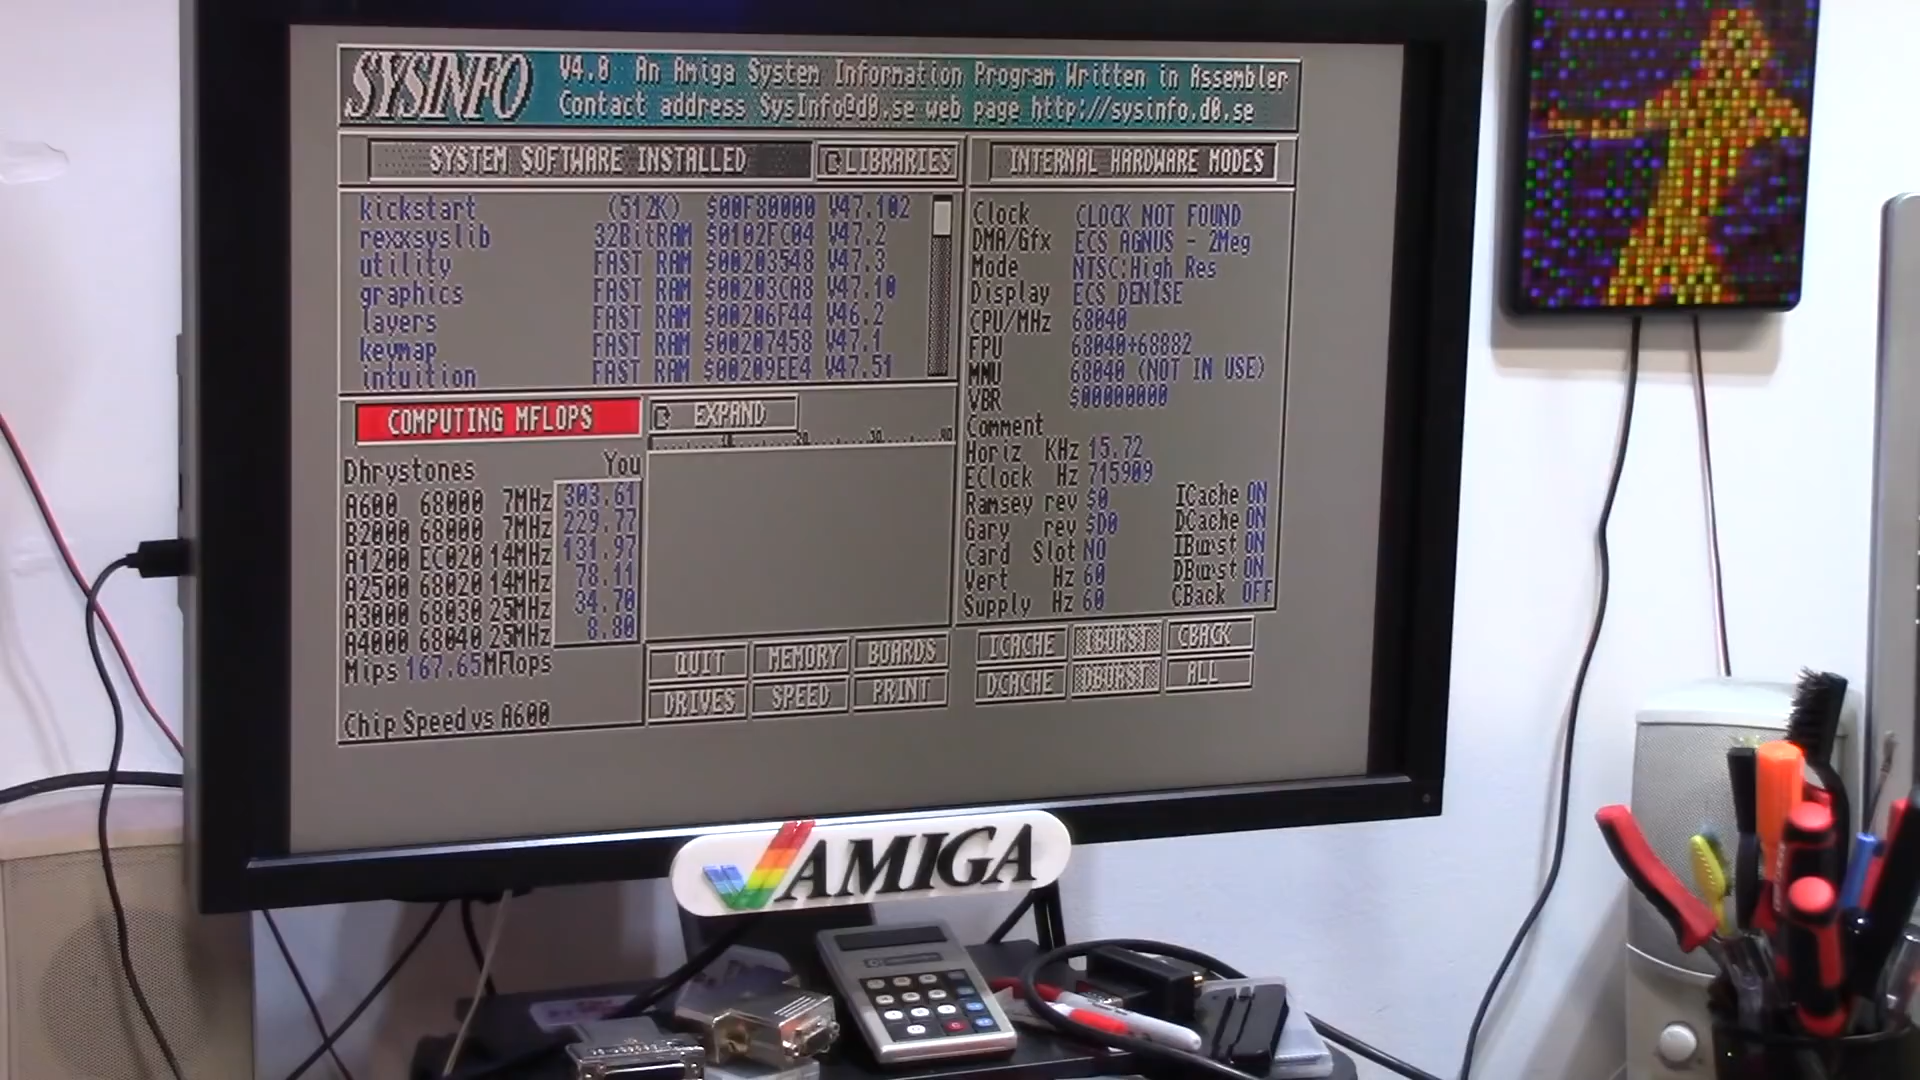 SYSINFO
V4.0 An Amiga System Information Program Written in Assembler
Contact address SysInfo@d0.se web page http://sysinfo.d0.se
SYSTEM SOFTWARE INSTALLED
LIBRARIES
kickstart (512K) $00F80000 V47.102
rexxsyslib 32BitRAM $0102FC04 V47.2
utility FAST RAM $00203548 V47.3
graphics FAST RAM $00203CA8 V47.10
layers FAST RAM $00206F44 V46.2
keymap FAST RAM $00207458 V47.1
intuition FAST RAM $00209EE4 V47.51
INTERNAL HARDWARE MODES
Clock CLOCK NOT FOUND
DMA/Gfx ECS AGNUS - 2Meg
Mode NTSC:High Res
Display ECS DENISE
CPU/MHz 68040
FPU 68040+68882
MMU 68040 (NOT IN USE)
VBR $00000000
Comment
Horiz KHz 15.72
EClock Hz 715909
Ramsey rev $0
Gary rev $D0
Card Slot NO
Vert Hz 60
Supply Hz 60
ICache ON
DCache ON
IBurst ON
DBurst ON
CBack OFF
COMPUTING MFLOPS
EXPAND
10 20 30 40
Dhrystones You
A600 68000 7MHz 303.61
B2000 68000 7MHz 229.77
A1200 EC020 14MHz 131.97
A2500 68020 14MHz 78.11
A3000 68030 25MHz 34.70
A4000 68040 25MHz 8.80
Mips 167.65 MFlops
Chip Speed vs A600
QUIT MEMORY BOARDS
DRIVES SPEED PRINT
ICACHE IBURST CBACK
DCACHE DBURST ALL
AMIGA